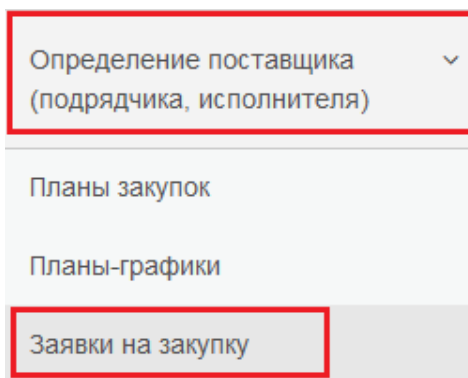 Определение поставщика
(подрядчика, исполнителя)
Планы закупок
Планы-графики
Заявки на закупку